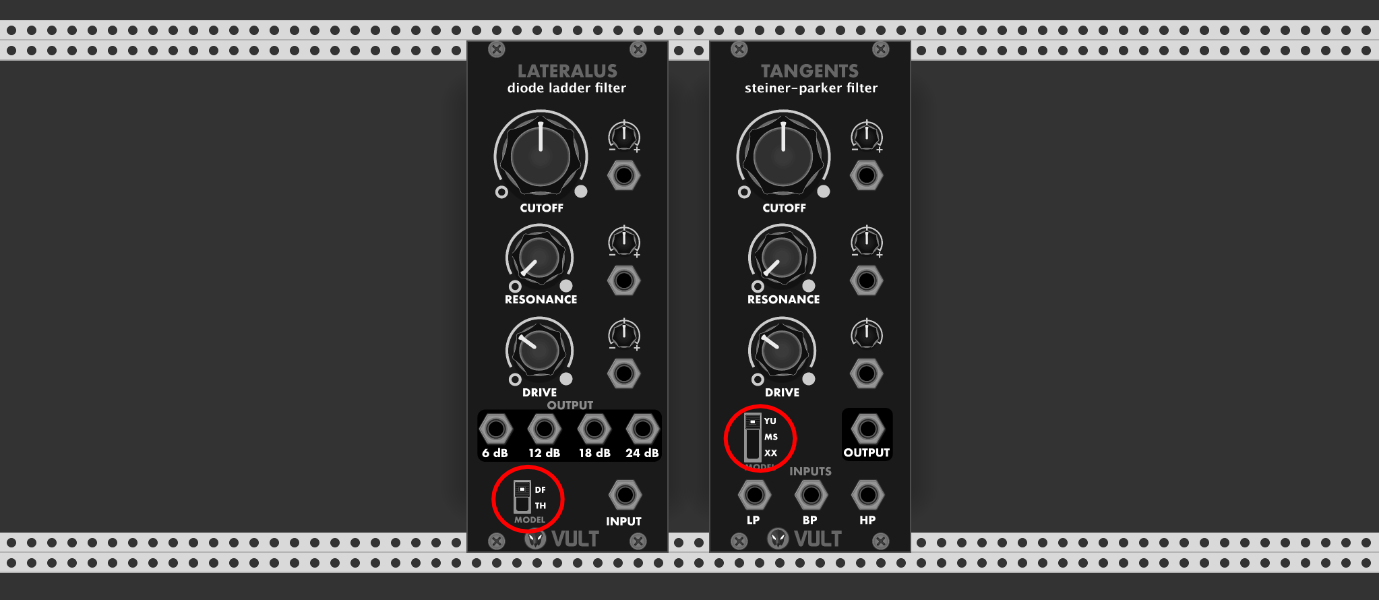 LATERALUS
diode ladder filter
CUTOFF
RESONANCE
DRIVE
OUTPUT
6 dB 12 dB 18 dB 24 dB
DF
TH
MODEL
INPUT
VULT
TANGENTS
steiner-parker filter
CUTOFF
RESONANCE
DRIVE
YU
MS
XX
MODEL
OUTPUT
INPUTS
LP BP HP
VULT